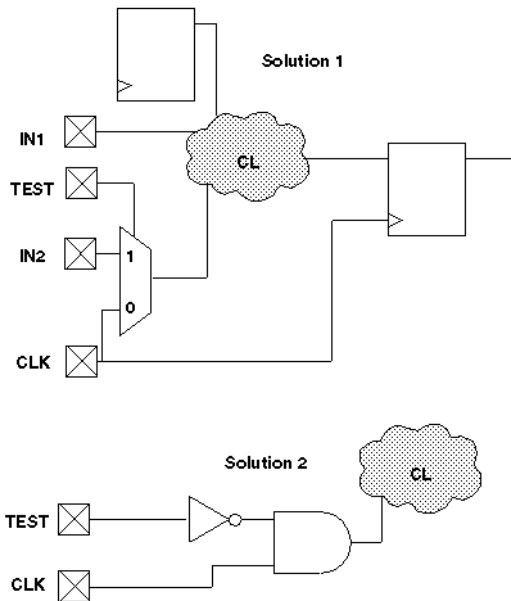 Solution 1
IN1
CL
TEST
IN2
1
0
CLK
Solution 2
CL
TEST
CLK